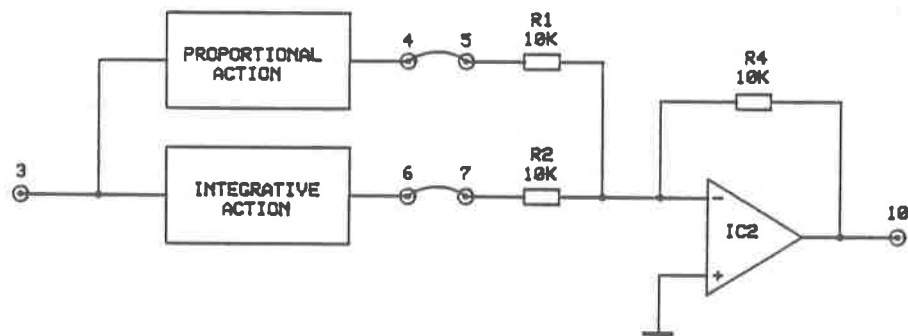 PROPORTIONAL
ACTION
4
5
R1
10K
R4
10K
3
INTEGRATIVE
ACTION
6
7
R2
10K
IC2
-
+
10